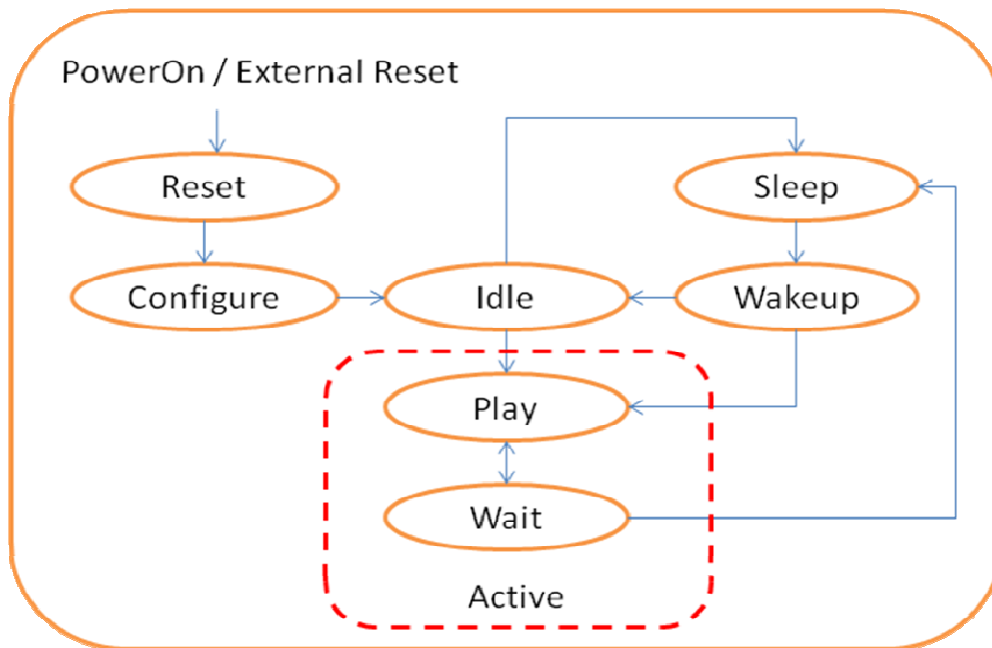 PowerOn / External Reset
Reset
Sleep
Configure
Idle
Wakeup
Play
Wait
Active